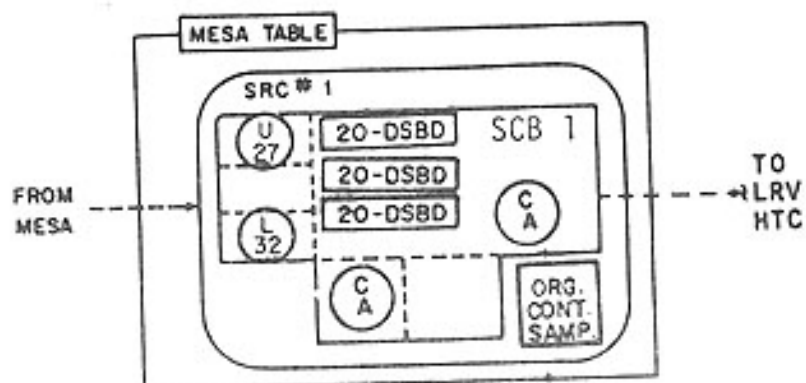 MESA TABLE
SRC # 1
U
27
20-DSBD
SCB 1
20-DSBD
20-DSBD
FROM
MESA
L
32
C
A
TO
LRV
HTC
C
A
ORG.
CONT.
SAMP.